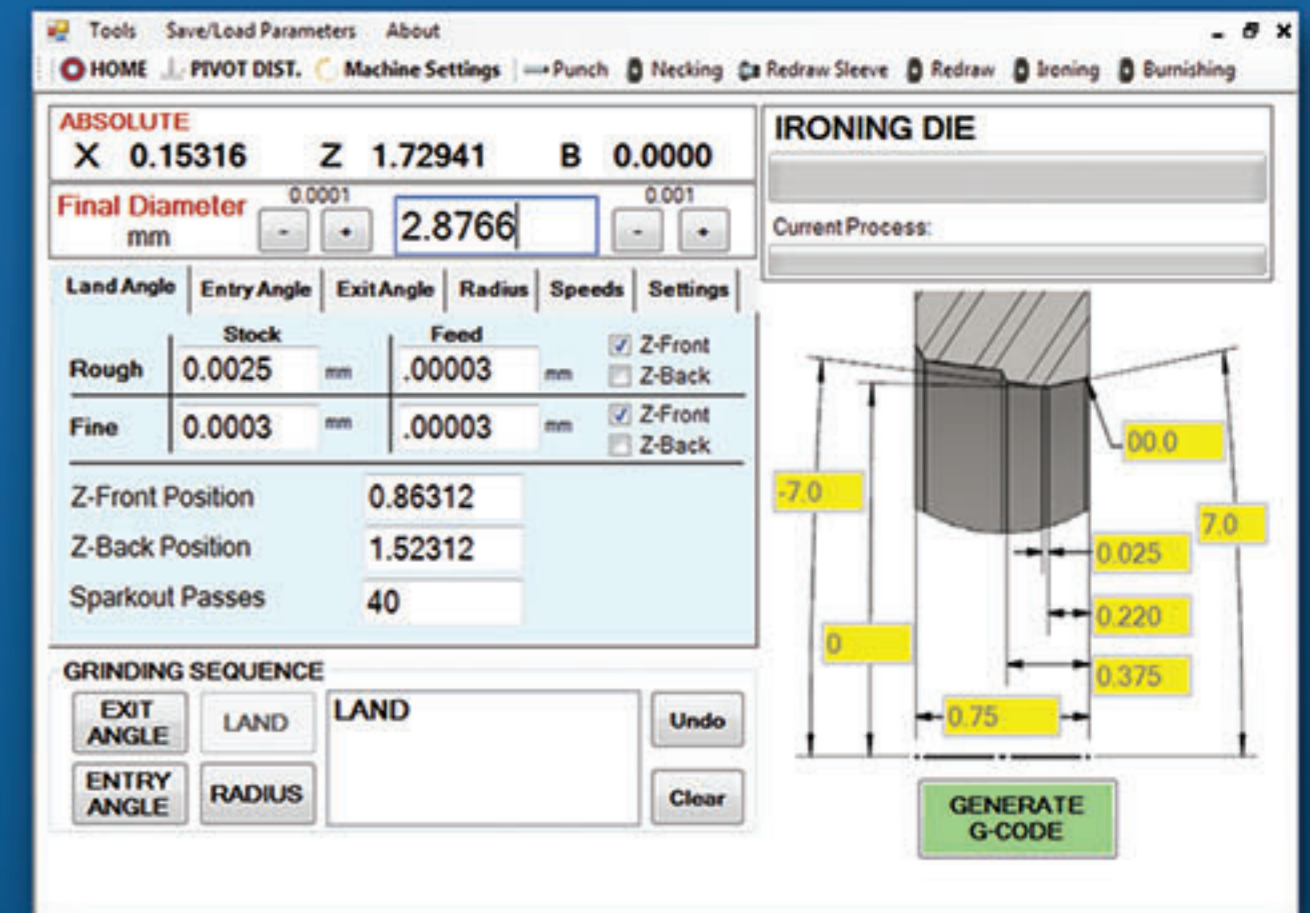 Tools Save/Load Parameters About
HOME PIVOT DIST. Machine Settings Punch Necking Redraw Sleeve Redraw Ironing Burnishing
ABSOLUTE
X 0.15316 Z 1.72941 B 0.0000
Final Diameter
mm
0.0001
- +
2.8766
0.001
- +
IRONING DIE
Current Process:
Land Angle Entry Angle Exit Angle Radius Speeds Settings
Stock Feed
Rough 0.0025 mm .00003 mm
Z-Front
Z-Back
Fine 0.0003 mm .00003 mm
Z-Front
Z-Back
Z-Front Position 0.86312
Z-Back Position 1.52312
Sparkout Passes 40
GRINDING SEQUENCE
EXIT
ANGLE
LAND
ENTRY
ANGLE
RADIUS
LAND
Undo
Clear
00.0
-7.0
7.0
0.025
0.220
0
0.375
0.75
GENERATE
G-CODE